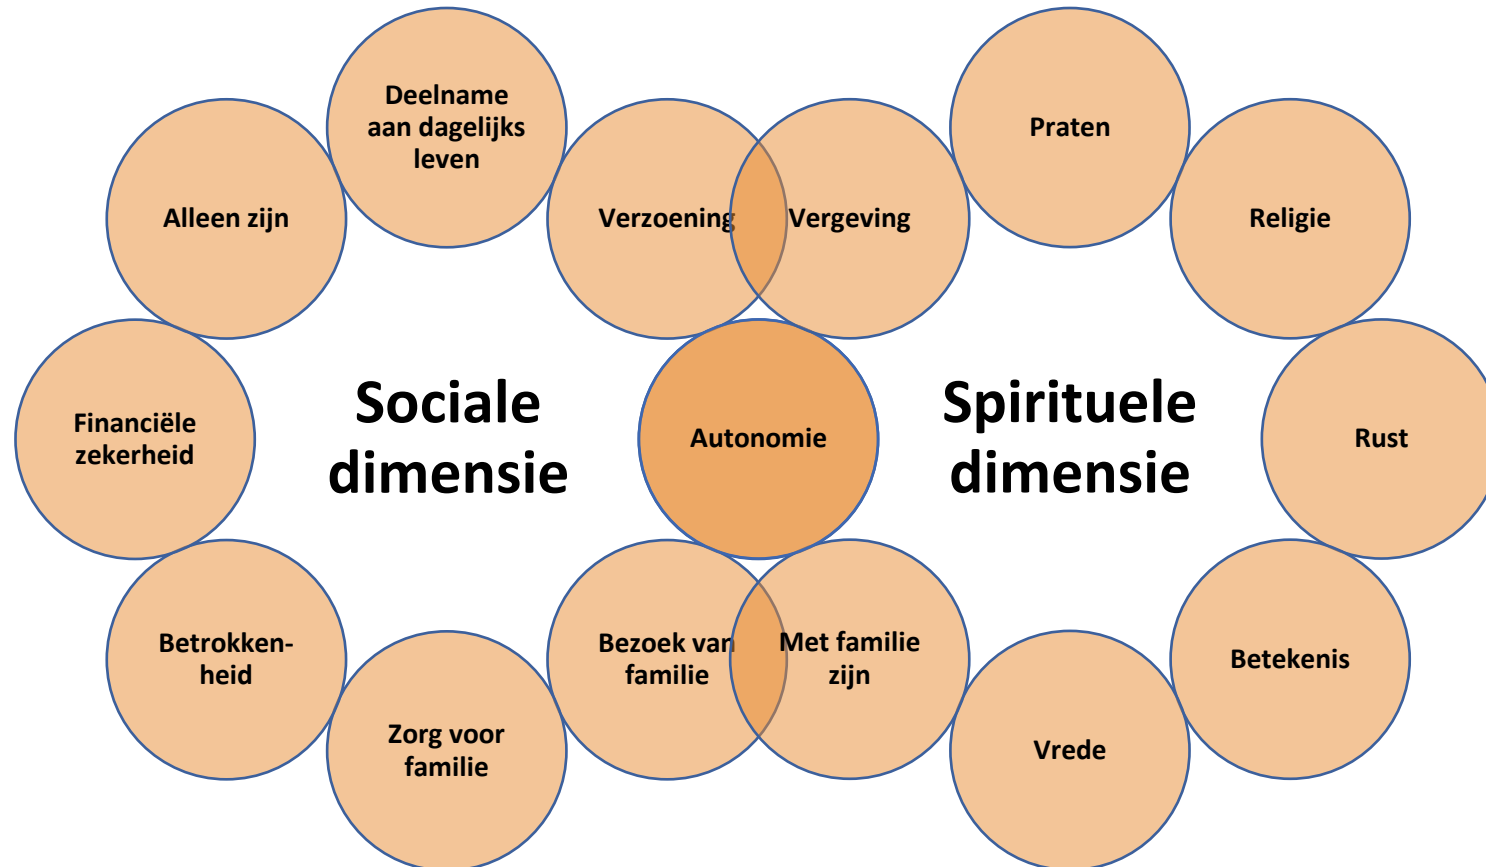 Deelname
aan dagelijks
leven
Alleen zijn
Verzoening
Financiële
zekerheid
Sociale
dimensie
Autonomie
Betrokken-
heid
Zorg voor
familie
Bezoek van
familie
Vergeving
Praten
Religie
Spirituele
dimensie
Rust
Met familie
zijn
Vrede
Betekenis